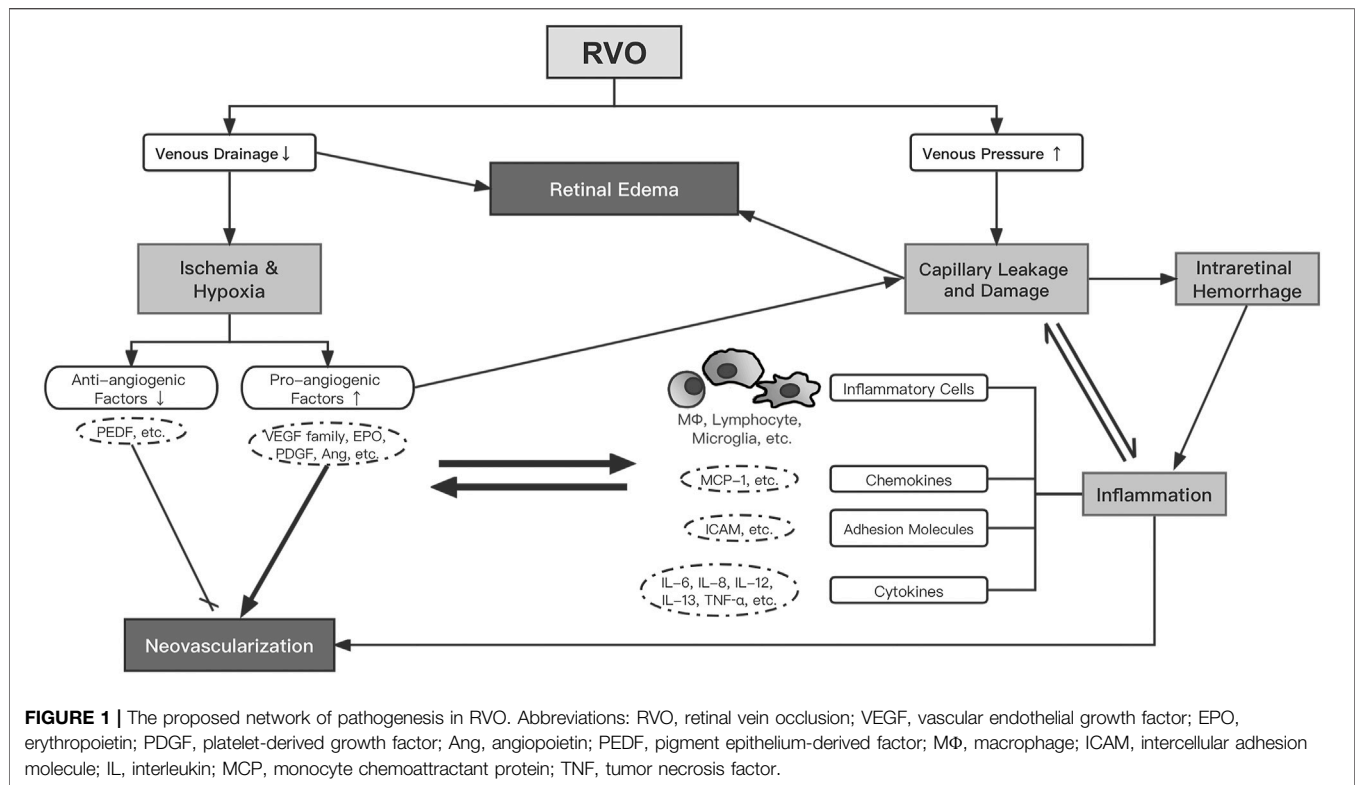 RVO
Venous Drainage↓
Venous Pressure ↑
Retinal Edema
Ischemia &
Hypoxia
Capillary Leakage
and Damage
Intraretinal
Hemorrhage
Anti–angiogenic
Factors ↓
Pro–angiogenic
Factors ↑
PEDF, etc.
VEGF family, EPO,
PDGF, Ang, etc.
MΦ, Lymphocyte,
Microglia, etc.
Inflammatory Cells
MCP–1, etc.
Chemokines
ICAM, etc.
Adhesion Molecules
IL–6, IL–8, IL–12,
IL–13, TNF-α, etc.
Cytokines
Inflammation
Neovascularization
FIGURE 1 | The proposed network of pathogenesis in RVO. Abbreviations: RVO, retinal vein occlusion; VEGF, vascular endothelial growth factor; EPO,
erythropoietin; PDGF, platelet-derived growth factor; Ang, angiopoietin; PEDF, pigment epithelium-derived factor; MΦ, macrophage; ICAM, intercellular adhesion
molecule; IL, interleukin; MCP, monocyte chemoattractant protein; TNF, tumor necrosis factor.